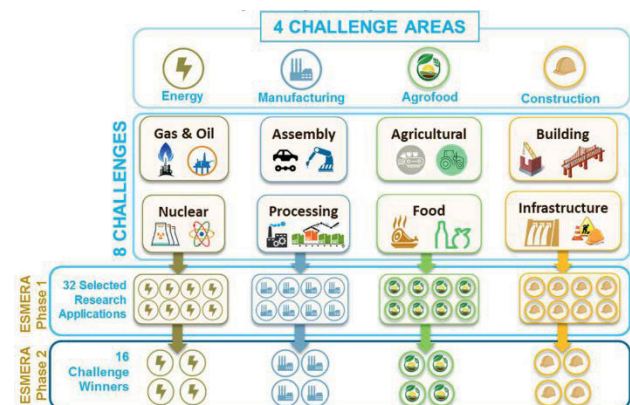 4 CHALLENGE AREAS
Energy
Manufacturing
Agrofood
Construction
8 CHALLENGES
Gas & Oil
Assembly
Agricultural
Building
Nuclear
Processing
Food
Infrastructure
ESMERA
Phase 1
32 Selected
Research
Applications
ESMERA
Phase 2
16
Challenge
Winners